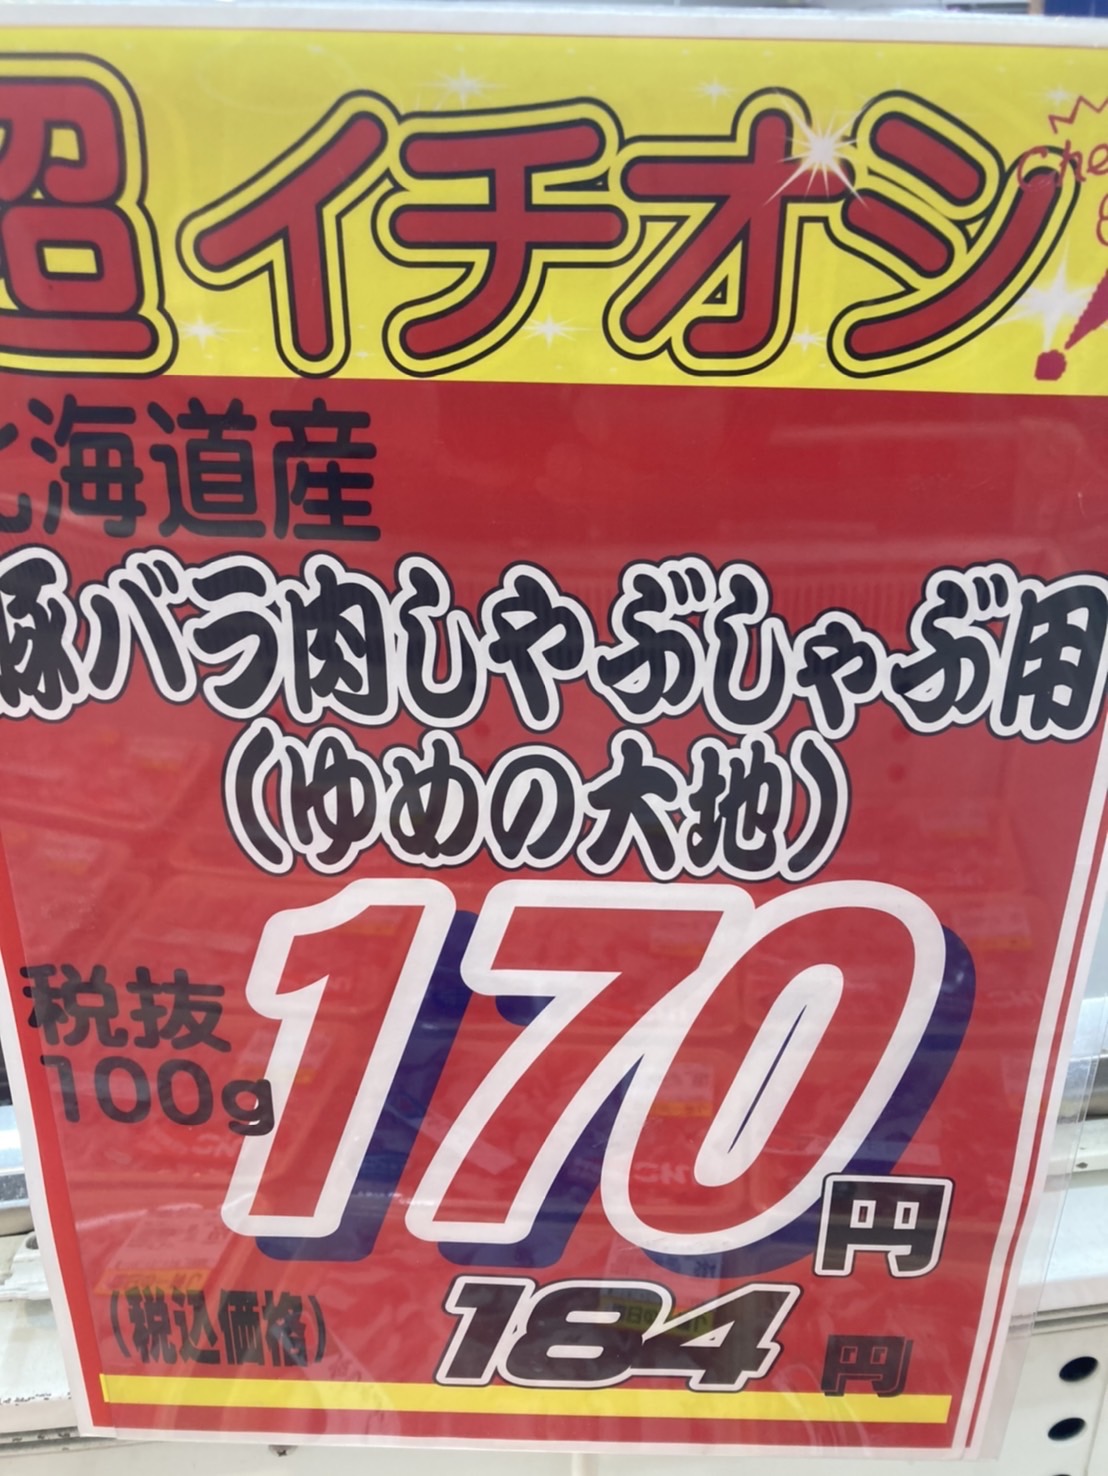 超イチオシ
北海道産
豚バラ肉しゃぶしゃぶ用
(ゆめの大地)
税抜
100g
170円
(税込価格) 184円